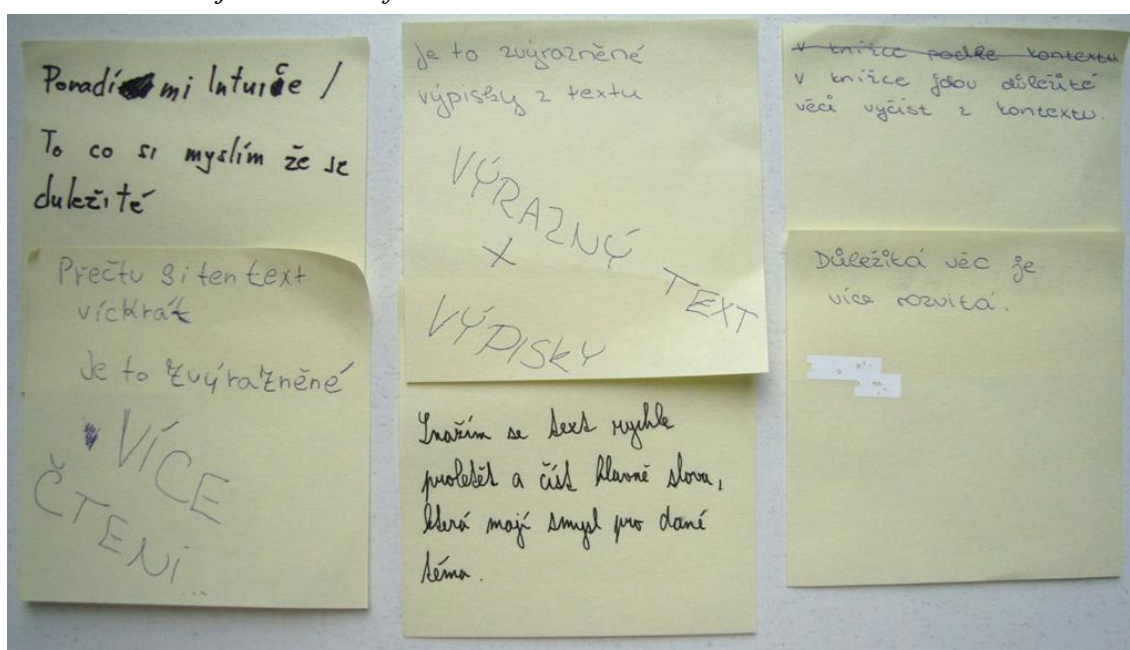 Poradí mi Intuice /
To co si myslím že je
duležité
Přečtu si ten text
víckrát
Je to zvýrazněné
VÍCE
ČTENÍ...
je to zvýrazněné
výpisky z textu
VÝRAZNÝ
X
TEXT
VÝPISKY
Snažím se text rychle
proletět a číst hlavně slova,
která mají smysl pro dané
téma.
v knížce podle kontextu
v knížce jdou důležité
věci vyčíst z kontextu.
Důležitá věc je
více rozvitá.